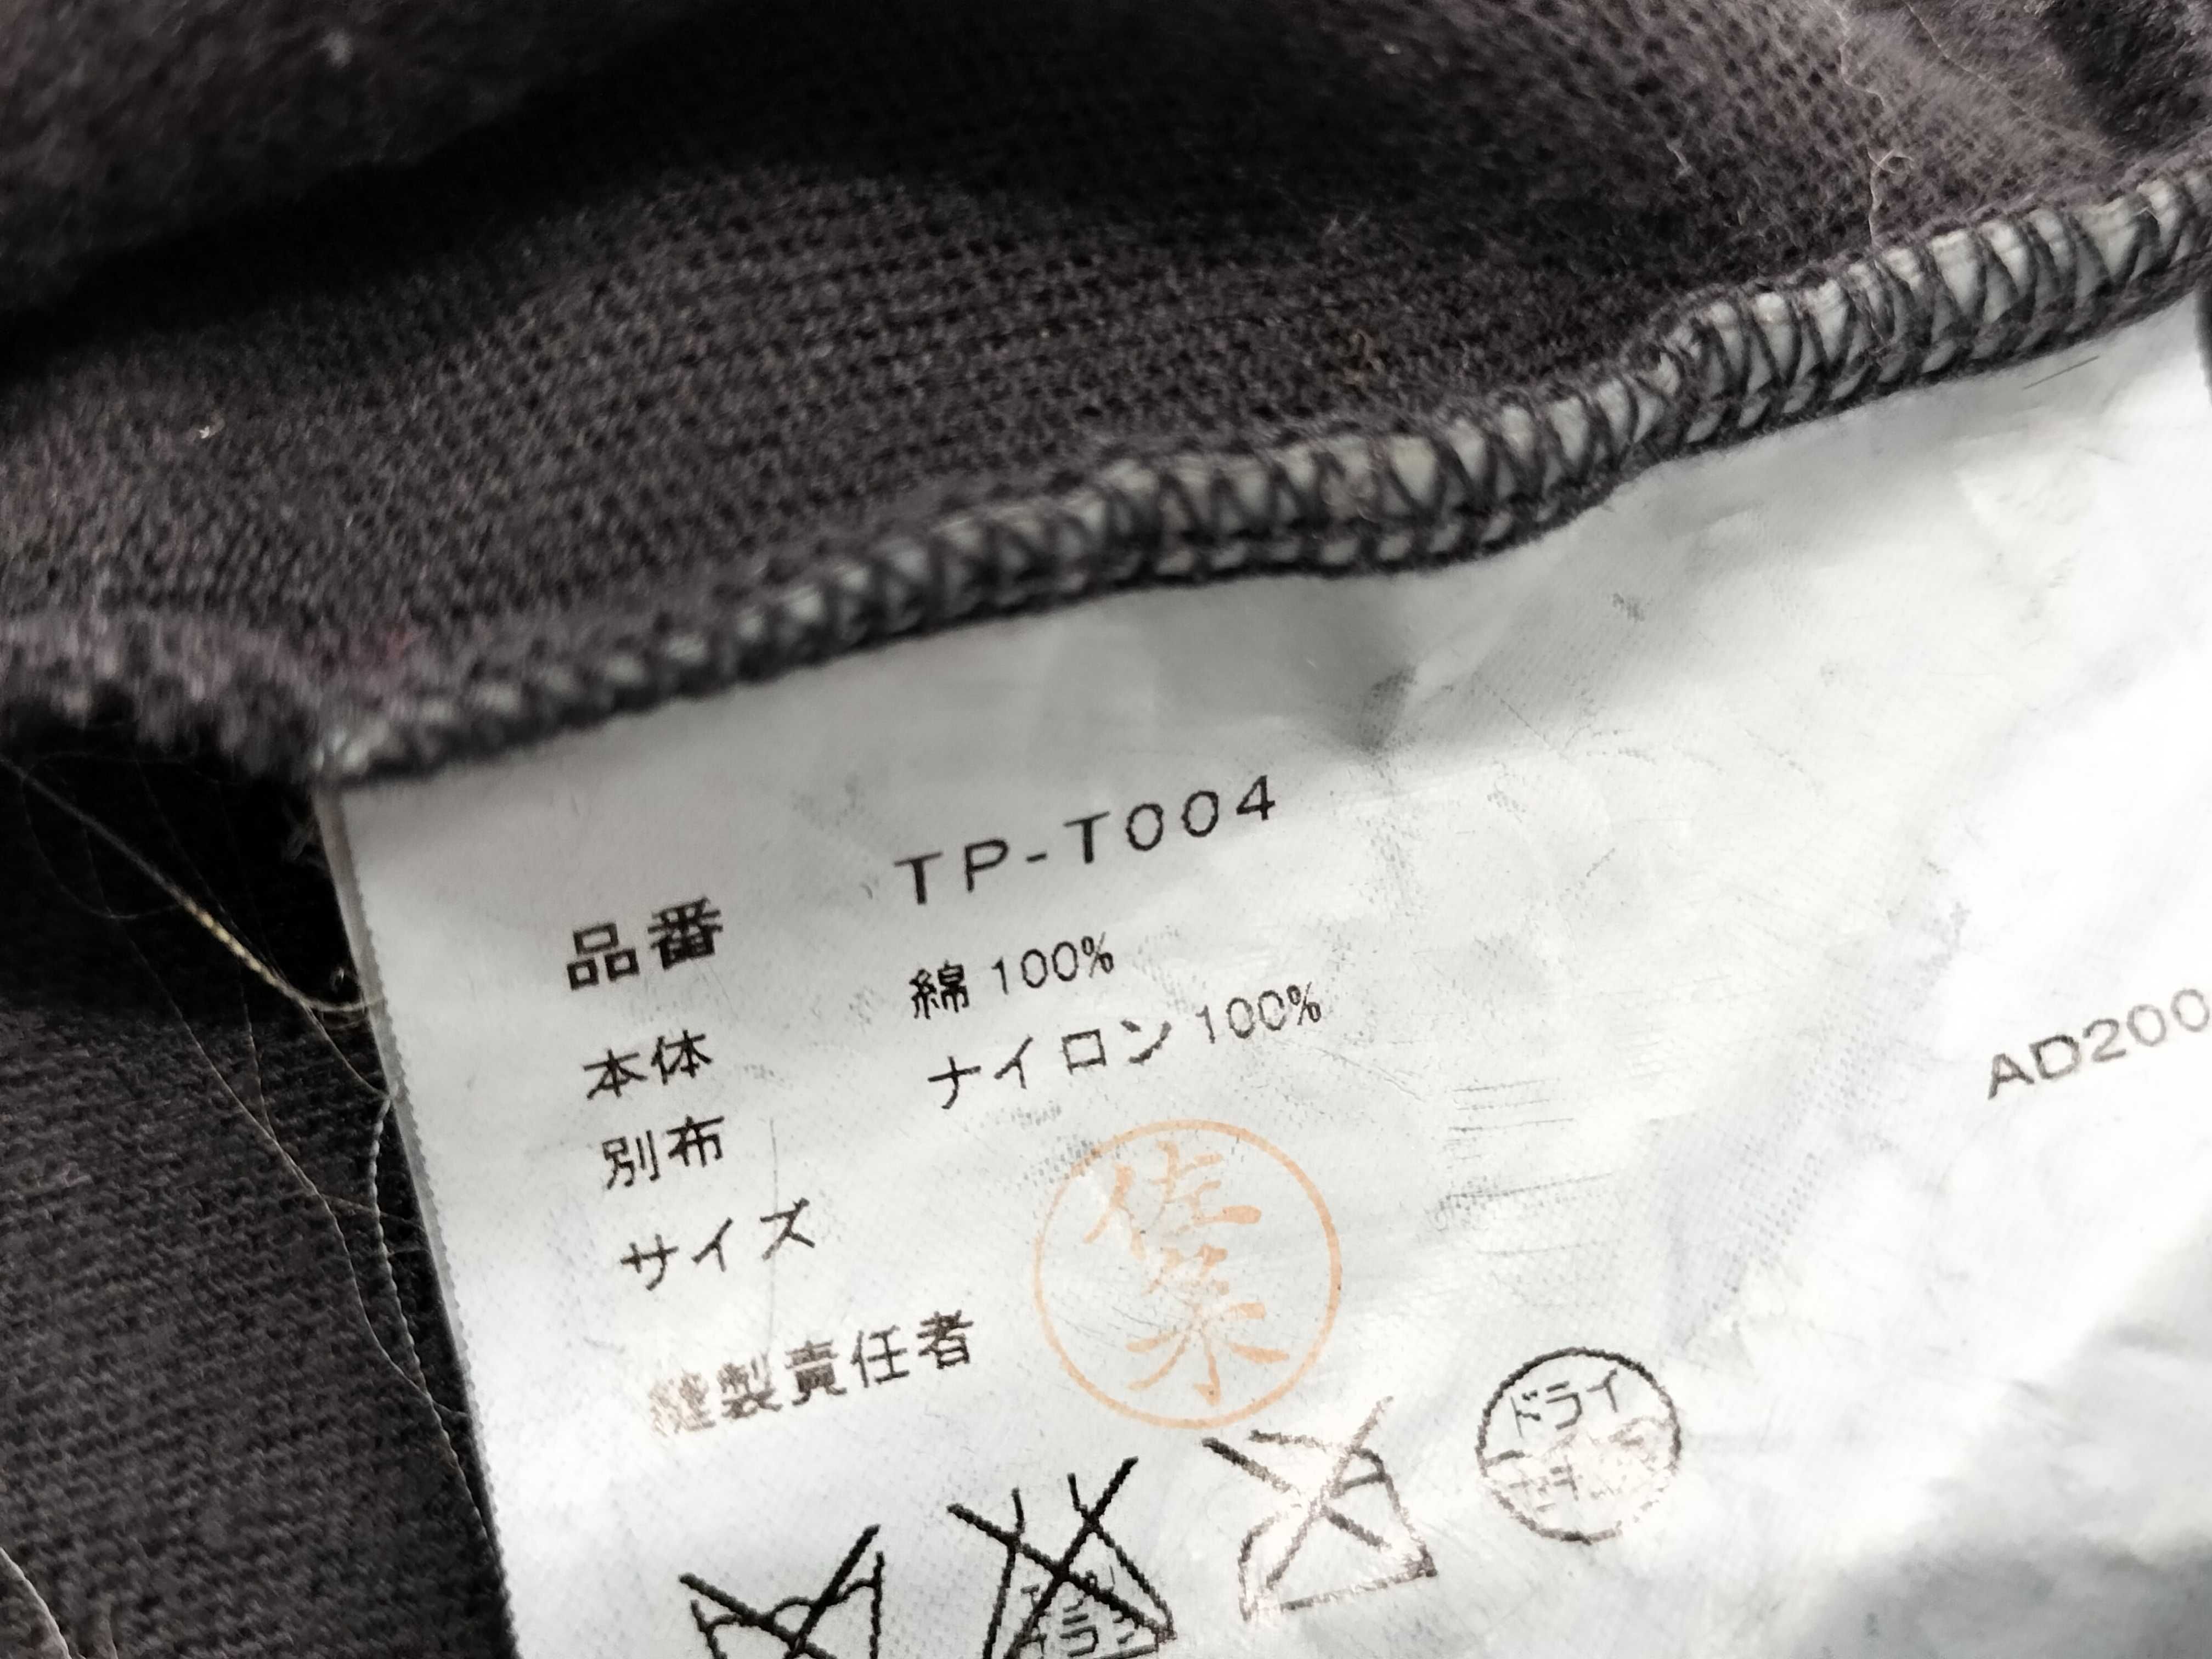 品番 TP-T004
本体 綿 100%
別布 ナイロン 100%
AD200
サイズ
縫製責任者
ドライ